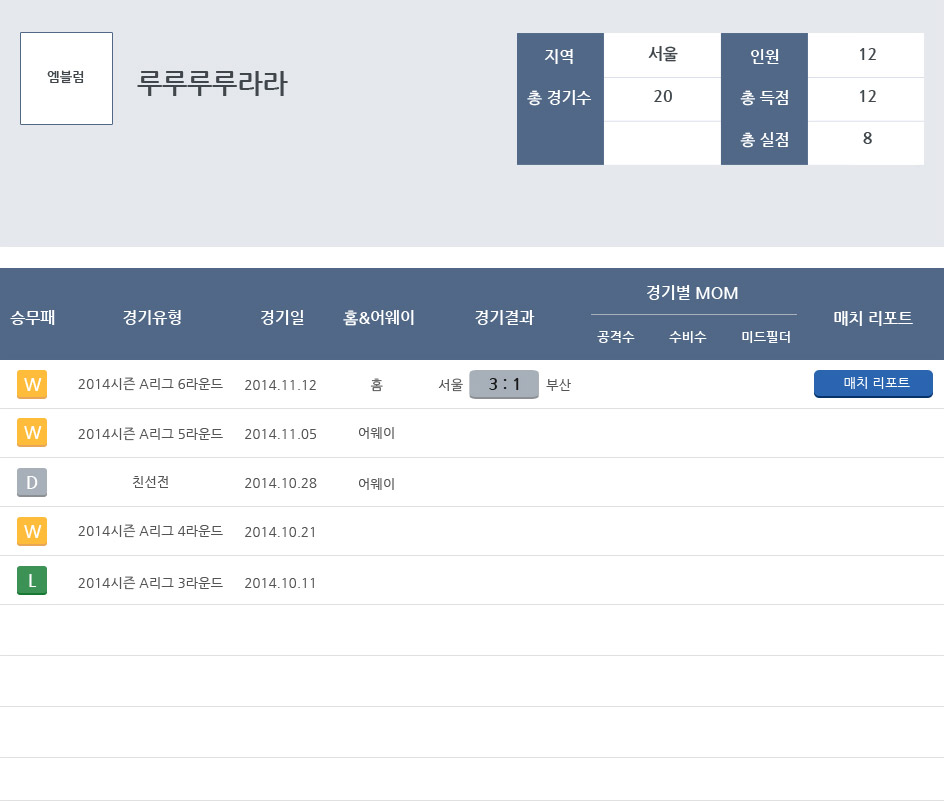 엠블럼
루루루루라라
지역 서울 인원 12
총 경기수 20 총 득점 12
총 실점 8
경기별 MOM
승무패 경기유형 경기일 홈&어웨이 경기결과 매치 리포트
공격수 수비수 미드필더
W 2014시즌 A리그 6라운드 2014.11.12 홈 서울 3 : 1 부산 매치 리포트
W 2014시즌 A리그 5라운드 2014.11.05 어웨이
D 친선전 2014.10.28 어웨이
W 2014시즌 A리그 4라운드 2014.10.21
L 2014시즌 A리그 3라운드 2014.10.11